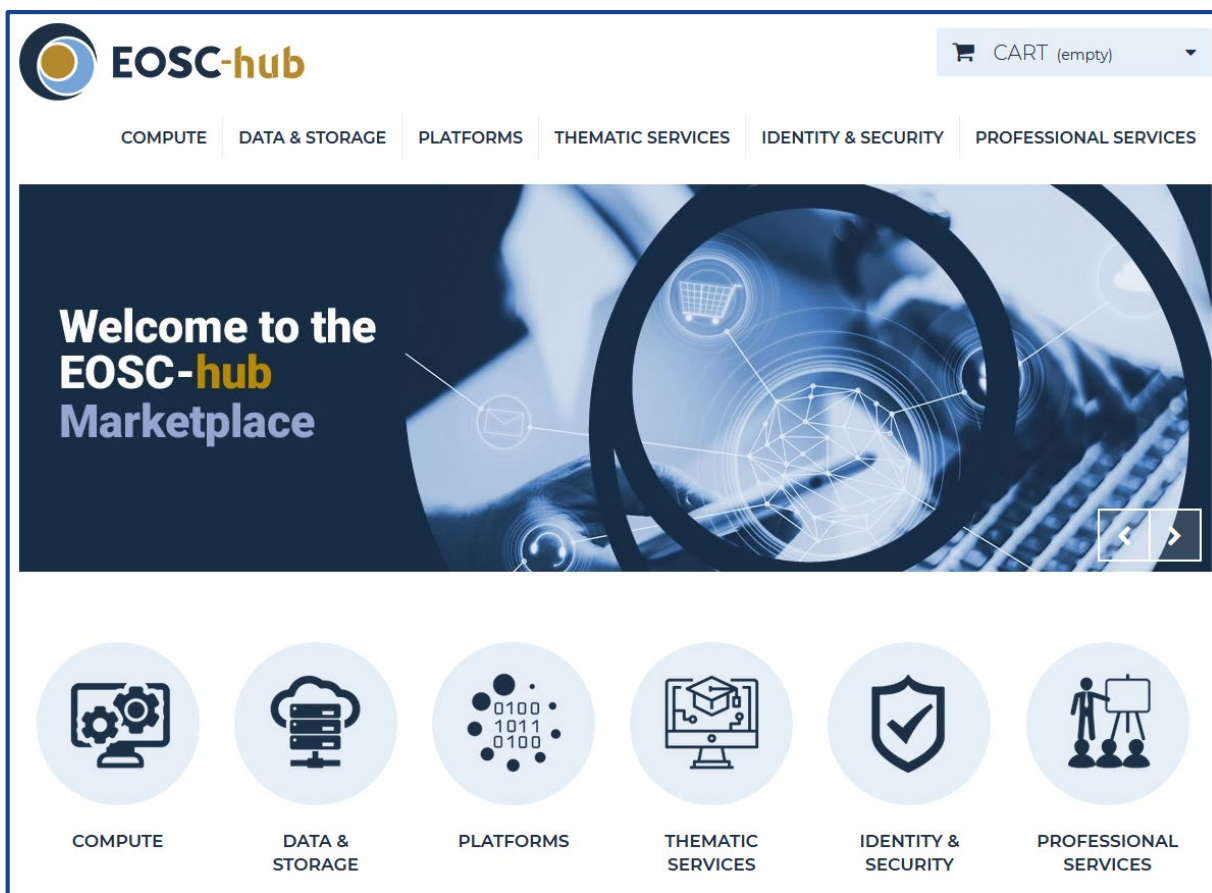 EOSC-hub
CART (empty)
COMPUTE
DATA & STORAGE
PLATFORMS
THEMATIC SERVICES
IDENTITY & SECURITY
PROFESSIONAL SERVICES
Welcome to the
EOSC-hub
Marketplace
0100
1011
0100
COMPUTE
DATA &
STORAGE
PLATFORMS
THEMATIC
SERVICES
IDENTITY &
SECURITY
PROFESSIONAL
SERVICES